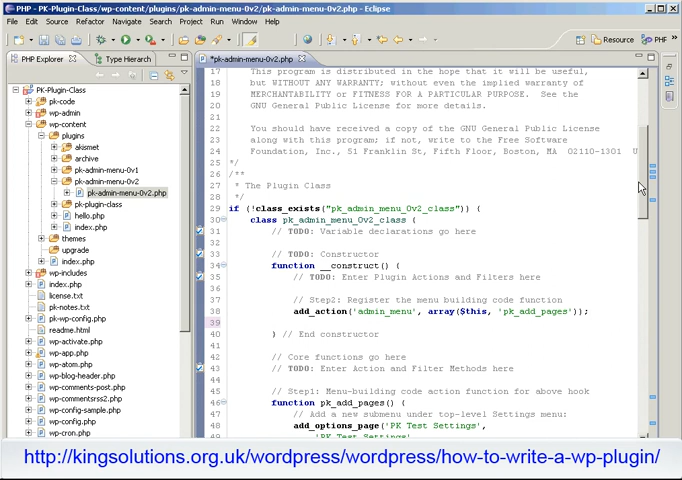 PHP - PK-Plugin-Class/wp-content/plugins/pk-admin-menu-0v2/pk-admin-menu-0v2.php - Eclipse
File Edit Source Refactor Navigate Search Project Run Window Help
Resource PHP »
PHP Explorer Type Hierarch
PK-Plugin-Class
pk-code
wp-admin
wp-content
plugins
akismet
archive
pk-admin-menu-0v1
pk-admin-menu-0v2
pk-admin-menu-0v2.php
pk-plugin-class
hello.php
index.php
themes
upgrade
index.php
wp-includes
index.php
license.txt
pk-notes.txt
pk-wp-config.php
readme.html
wp-activate.php
wp-app.php
wp-atom.php
wp-blog-header.php
wp-comments-post.php
wp-commentsrss2.php
wp-config-sample.php
wp-config.php
wp-cron.php
*pk-admin-menu-0v2.php
17 This program is distributed in the hope that it will be useful,
18 but WITHOUT ANY WARRANTY; without even the implied warranty of
19 MERCHANTABILITY or FITNESS FOR A PARTICULAR PURPOSE. See the
20 GNU General Public License for more details.
21
22 You should have received a copy of the GNU General Public License
23 along with this program; if not, write to the Free Software
24 Foundation, Inc., 51 Franklin St, Fifth Floor, Boston, MA 02110-1301 U
25 */
26 /**
27 * The Plugin Class
28 */
29 if (!class_exists("pk_admin_menu_0v2_class")) {
30 class pk_admin_menu_0v2_class {
31 // TODO: Variable declarations go here
32
33 // TODO: Constructor
34 function __construct() {
35 // TODO: Enter Plugin Actions and Filters here
36
37 // Step2: Register the menu building code function
38 add_action('admin_menu', array($this, 'pk_add_pages'));
39
40 } // End constructor
41
42 // Core functions go here
43 // TODO: Enter Action and Filter Methods here
44
45 // Step1: Menu-building code action function for above hook
46 function pk_add_pages() {
47 // Add a new submenu under top-level Settings menu:
48 add_options_page('PK Test Settings',
'PK Test Settings'
http://kingsolutions.org.uk/wordpress/wordpress/how-to-write-a-wp-plugin/